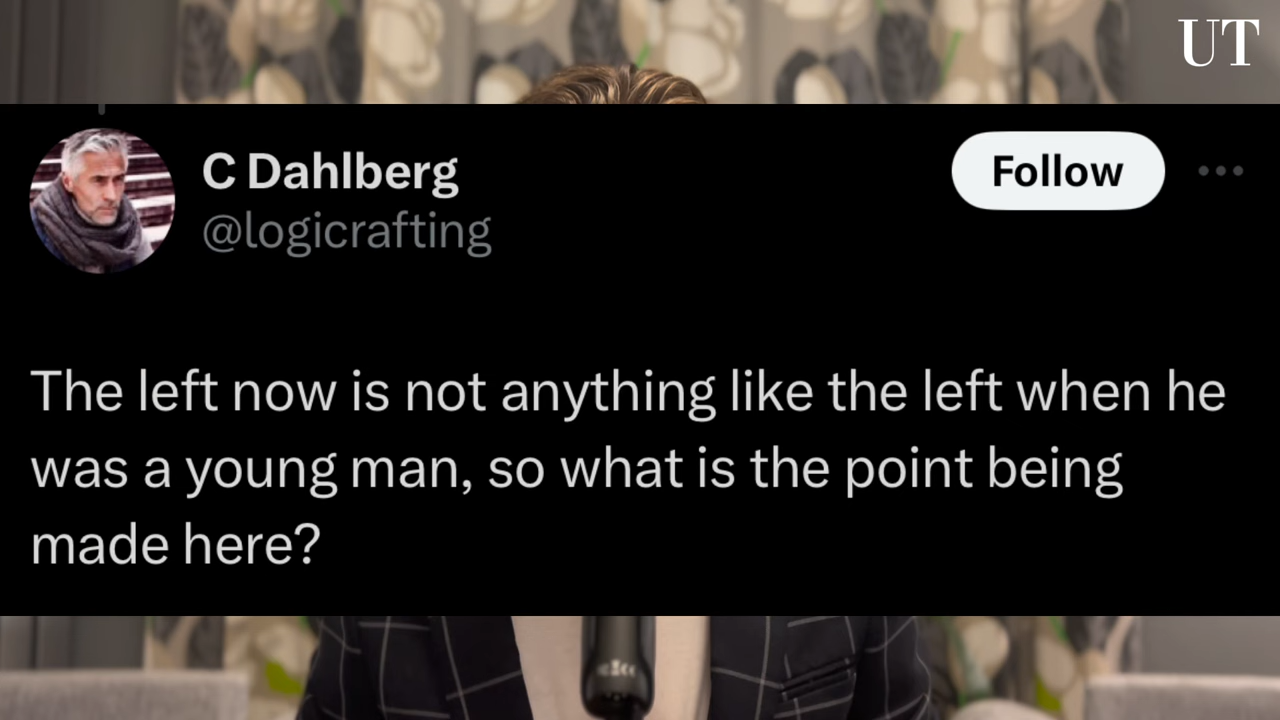 UT
C Dahlberg
Follow
@logicrafting
The left now is not anything like the left when he
was a young man, so what is the point being
made here?